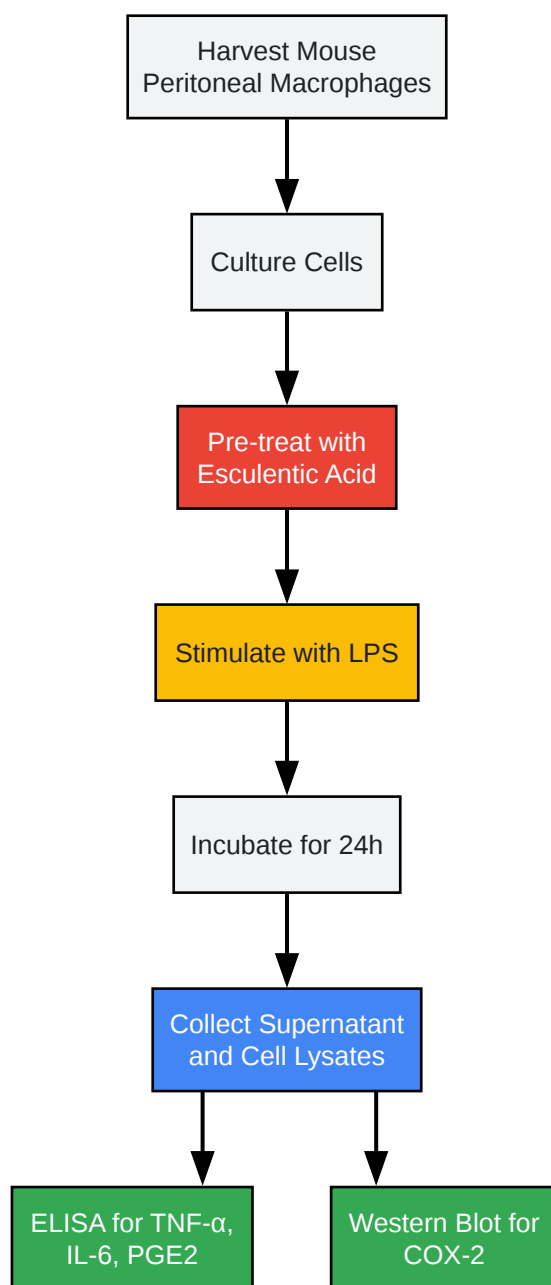 Harvest Mouse
Peritoneal Macrophages
Culture Cells
Pre-treat with
Esculentic Acid
Stimulate with LPS
Incubate for 24h
Collect Supernatant
and Cell Lysates
ELISA for TNF-α,
IL-6, PGE2
Western Blot for
COX-2